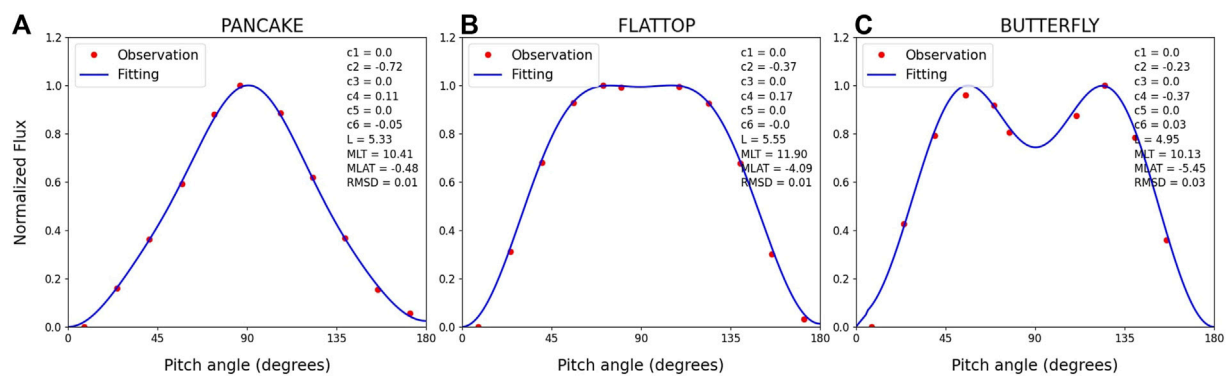 A
PANCAKE
Observation
Fitting
c1 = 0.0
c2 = -0.72
c3 = 0.0
c4 = 0.11
c5 = 0.0
c6 = -0.05
L = 5.33
MLT = 10.41
MLAT = -0.48
RMSD = 0.01
1.2
1.0
0.8
0.6
0.4
0.2
0.0
Normalized Flux
0
45
90
135
180
Pitch angle (degrees)
B
FLATTOP
Observation
Fitting
c1 = 0.0
c2 = -0.37
c3 = 0.0
c4 = 0.17
c5 = 0.0
c6 = -0.0
L = 5.55
MLT = 11.90
MLAT = -4.09
RMSD = 0.01
1.2
1.0
0.8
0.6
0.4
0.2
0.0
0
45
90
135
180
Pitch angle (degrees)
C
BUTTERFLY
Observation
Fitting
c1 = 0.0
c2 = -0.23
c3 = 0.0
c4 = -0.37
c5 = 0.0
c6 = 0.03
L = 4.95
MLT = 10.13
MLAT = -5.45
RMSD = 0.03
1.2
1.0
0.8
0.6
0.4
0.2
0.0
0
45
90
135
180
Pitch angle (degrees)